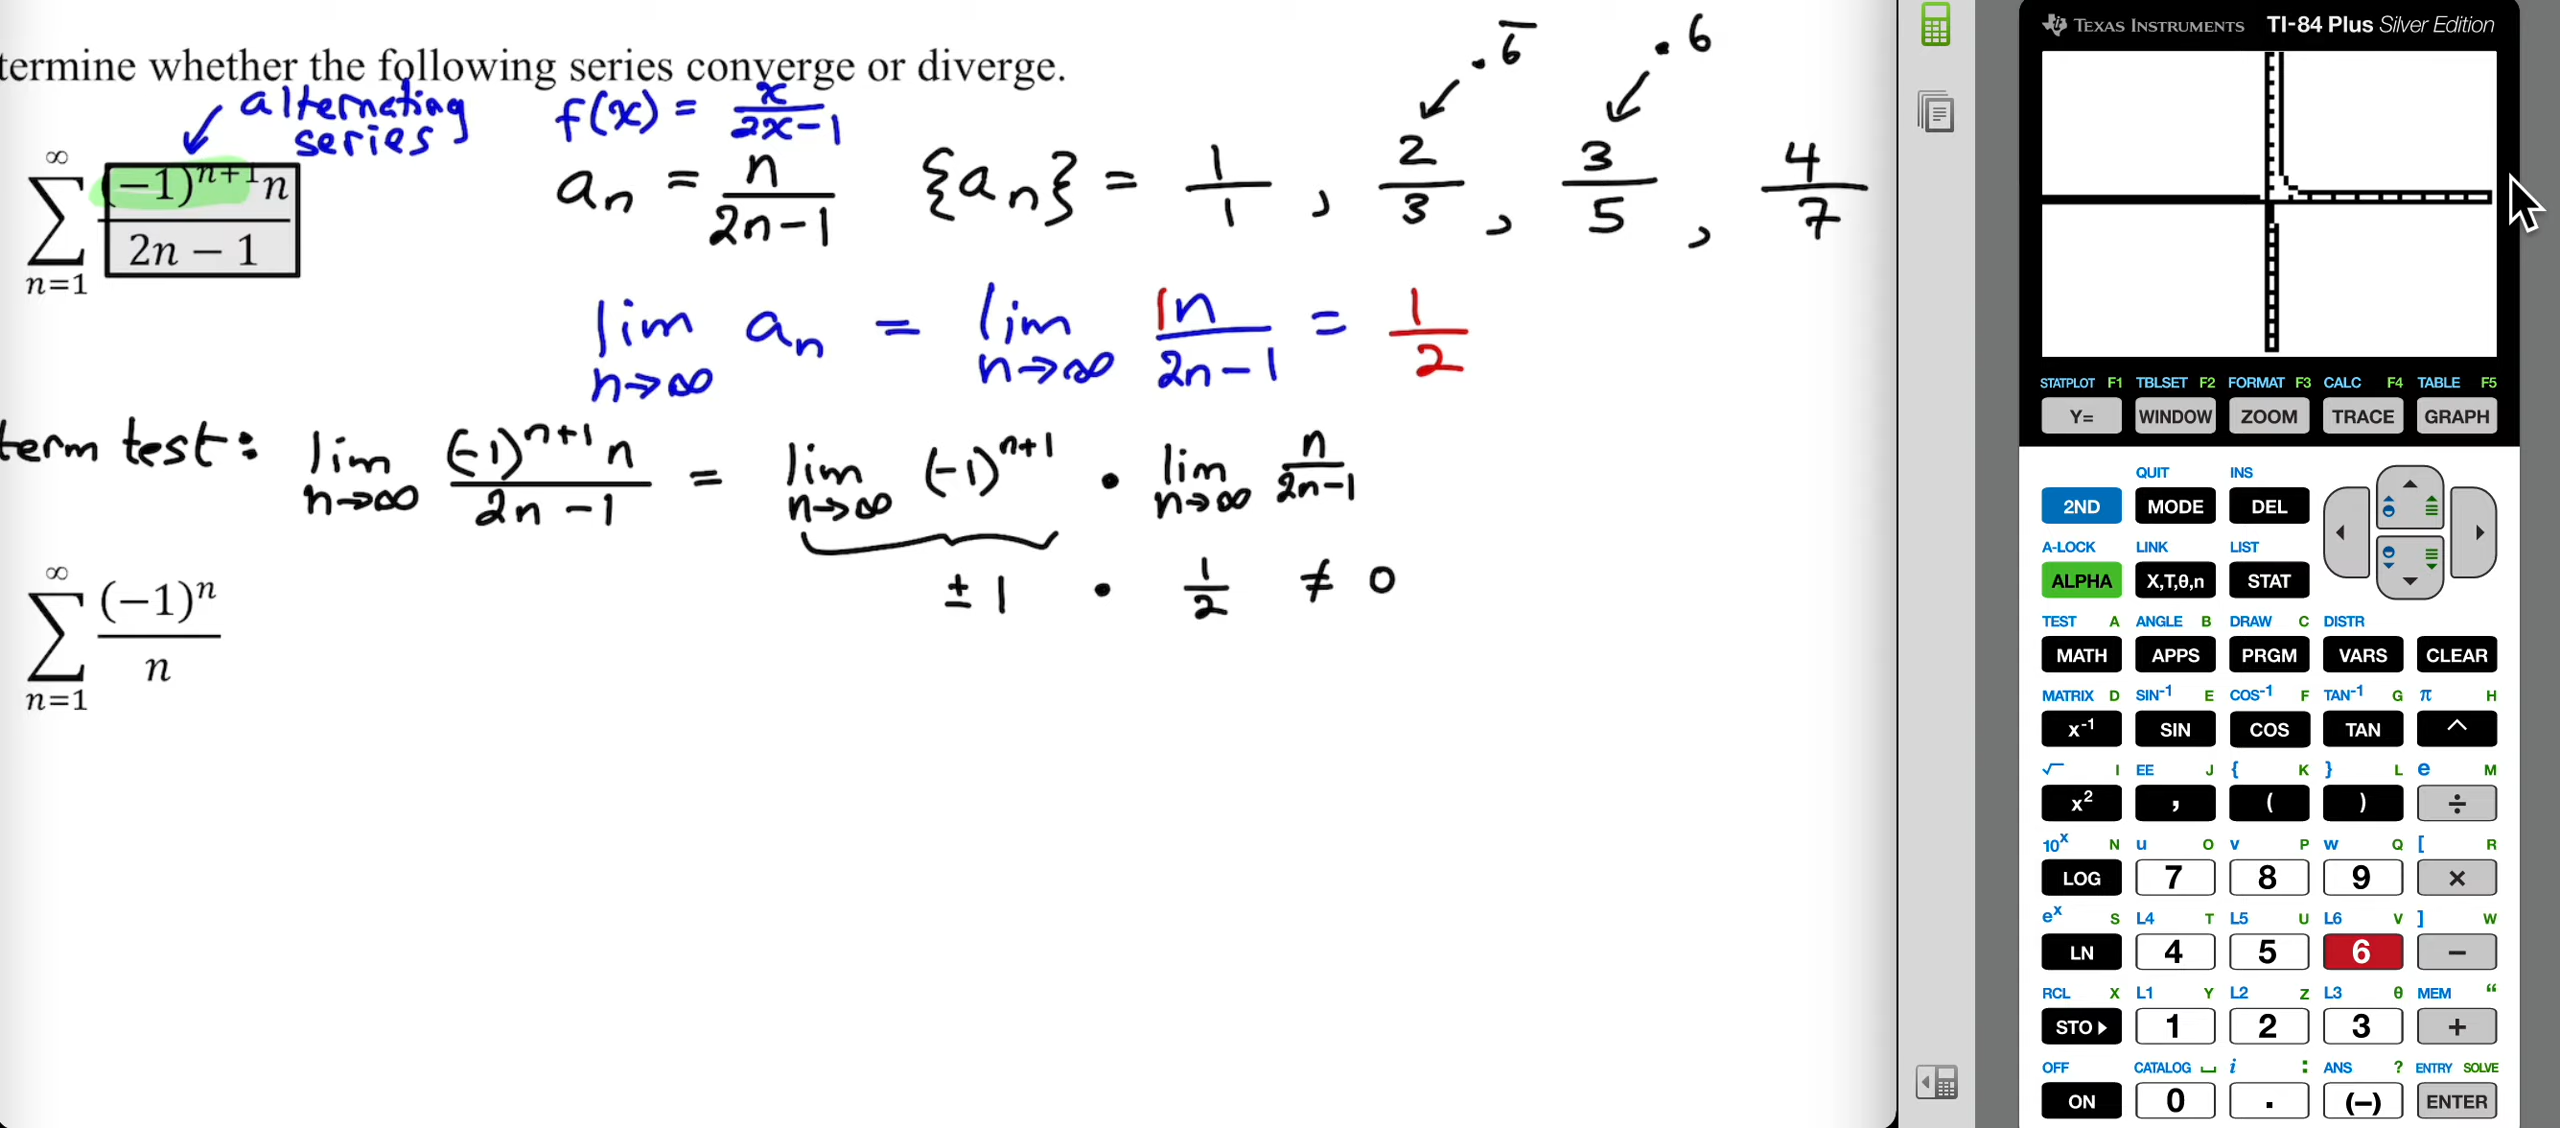 termine whether the following series converge or diverge.
alternating series
f(x) = x/(2x−1)
.6̅ .6
∞ ∑ n=1 (−1)ⁿ⁺¹n / (2n − 1)
aₙ = n/(2n−1) {aₙ} = 1/1 , 2/3 , 3/5 , 4/7
lim n→∞ aₙ = lim n→∞ 1n/(2n−1) = 1/2
term test: lim n→∞ (−1)ⁿ⁺¹n/(2n−1) = lim n→∞ (−1)ⁿ⁺¹ • lim n→∞ n/(2n−1)
±1 • 1/2 ≠ 0
∞ ∑ n=1 (−1)ⁿ / n
TEXAS INSTRUMENTS TI-84 Plus Silver Edition
STATPLOT F1 TBLSET F2 FORMAT F3 CALC F4 TABLE F5
Y= WINDOW ZOOM TRACE GRAPH
QUIT INS
2ND MODE DEL
A-LOCK LINK LIST
ALPHA X,T,θ,n STAT
TEST A ANGLE B DRAW C DISTR
MATH APPS PRGM VARS CLEAR
MATRIX D SIN⁻¹ E COS⁻¹ F TAN⁻¹ G π H
x⁻¹ SIN COS TAN ^
√ I EE J { K } L e M
x² , ( ) ÷
10ˣ N u O v P w Q [ R
LOG 7 8 9 ×
eˣ S L4 T L5 U L6 V ] W
LN 4 5 6 −
RCL X L1 Y L2 Z L3 θ MEM “
STO▶ 1 2 3 +
OFF CATALOG ⎵ i : ANS ? ENTRY SOLVE
ON 0 . (−) ENTER